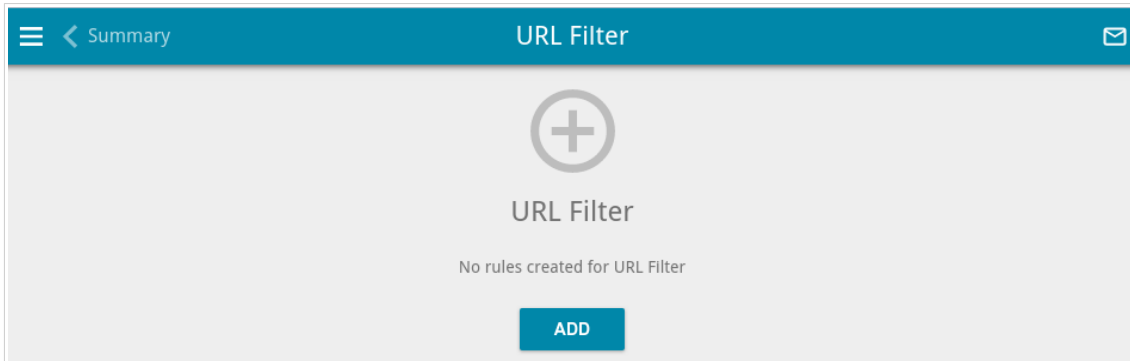 Summary
URL Filter
URL Filter
No rules created for URL Filter
ADD